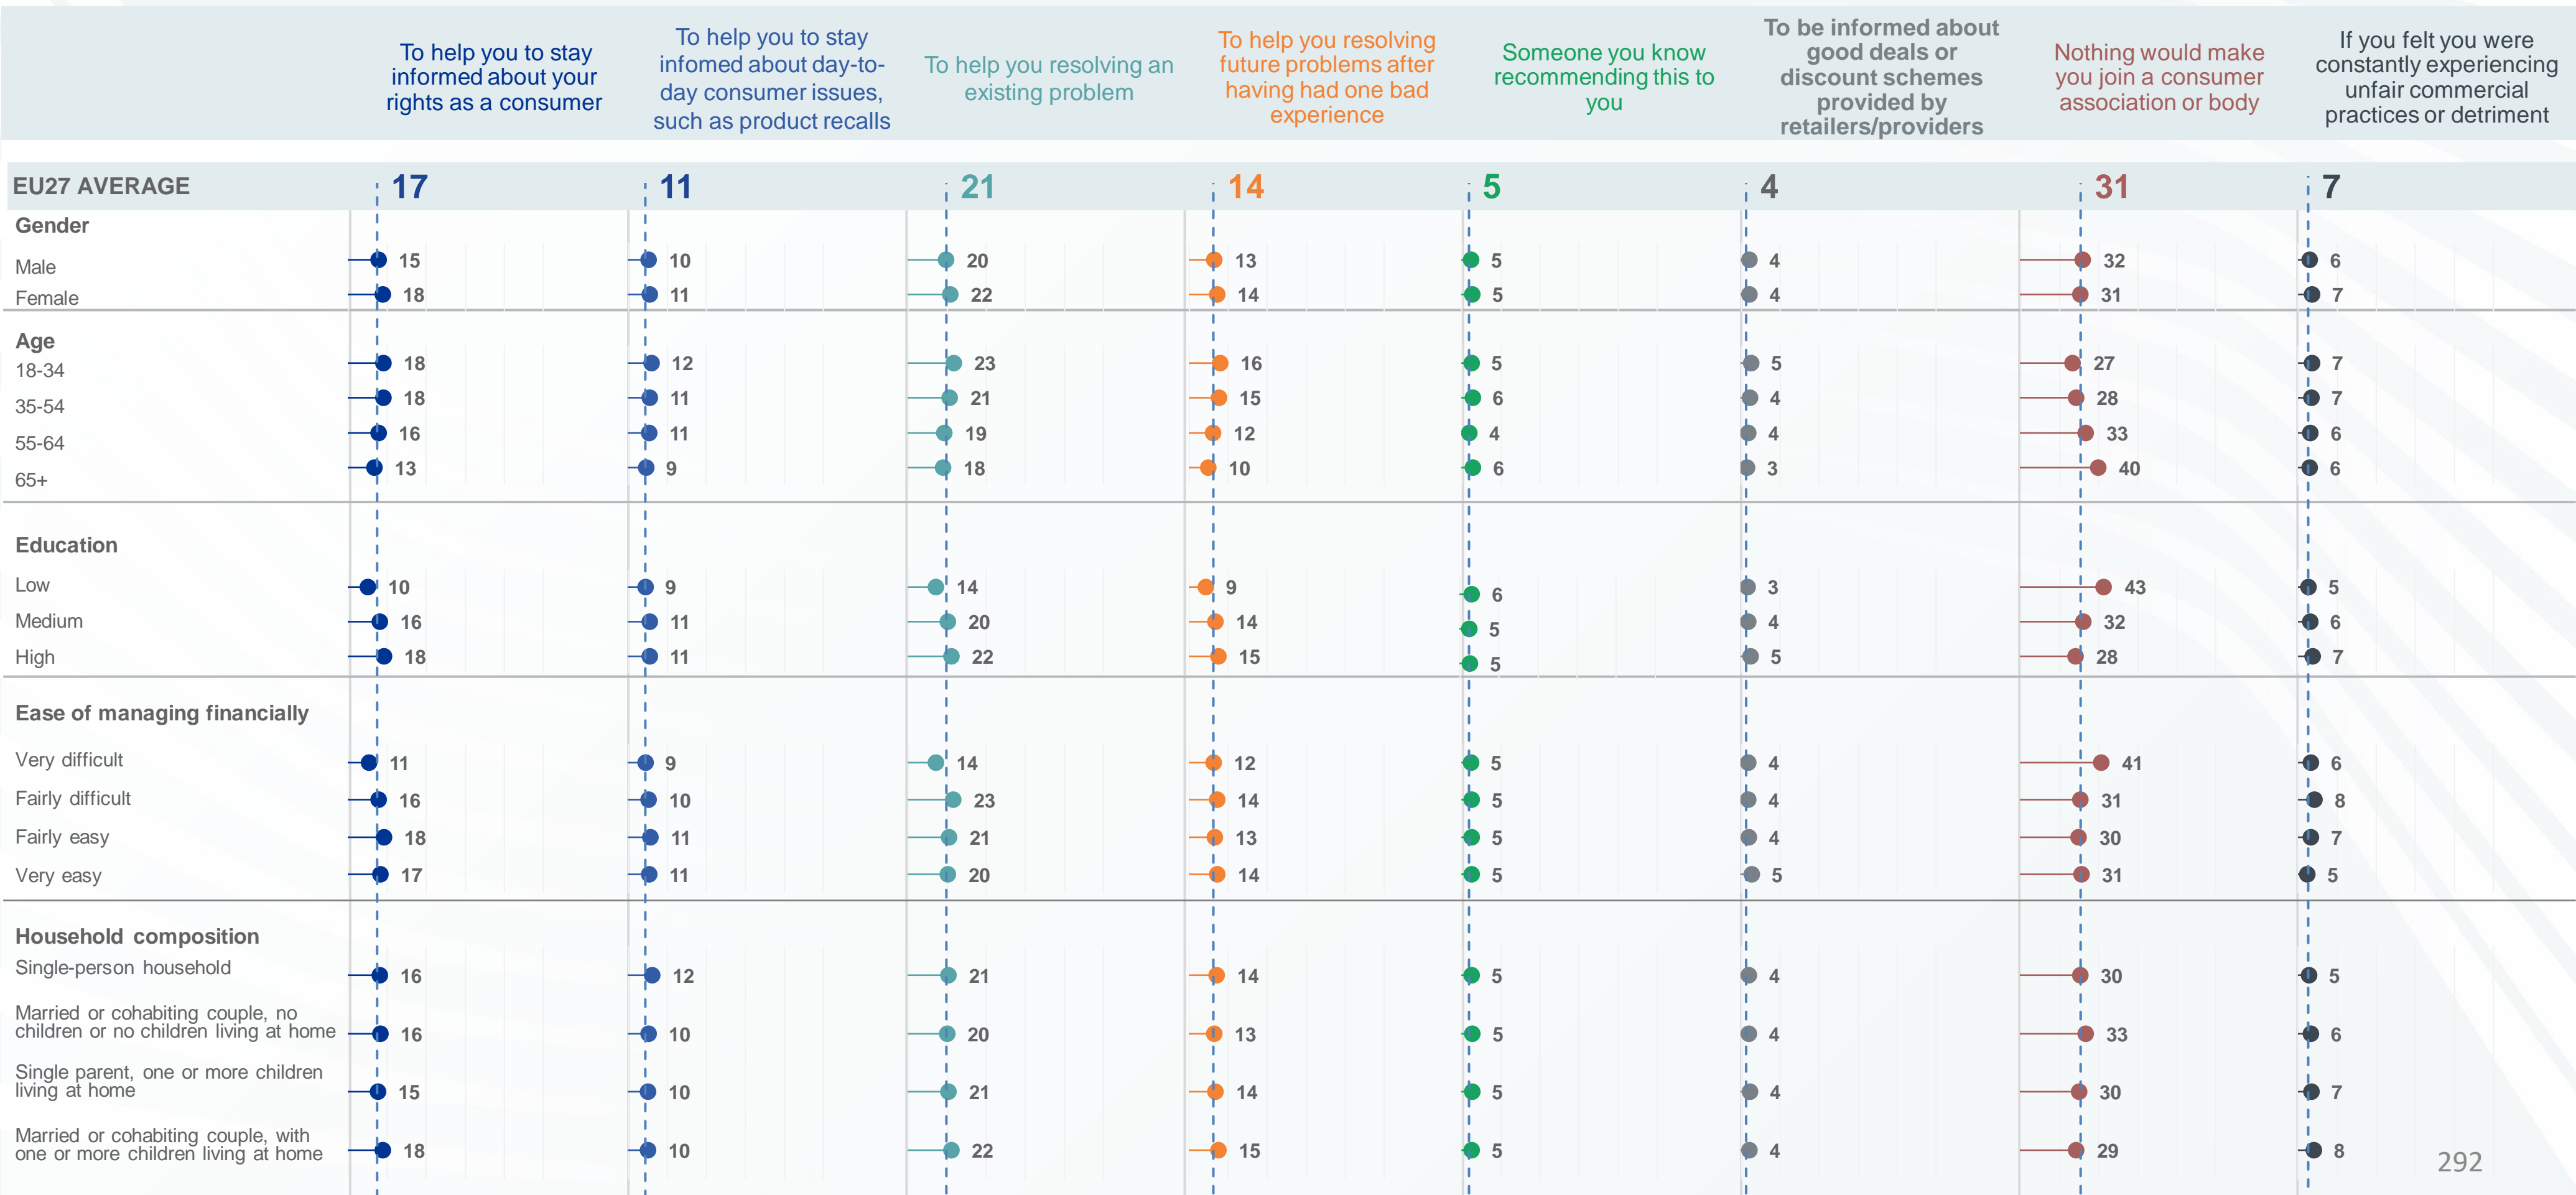 To help you to stay
informed about your
rights as a consumer
To help you to stay
infomed about day-to-
day consumer issues,
such as product recalls
To help you resolving an
existing problem
To help you resolving
future problems after
having had one bad
experience
Someone you know
recommending this to
you
To be informed about
good deals or
discount schemes
provided by
retailers/providers
Nothing would make
you join a consumer
association or body
If you felt you were
constantly experiencing
unfair commercial
practices or detriment
EU27 AVERAGE 17 11 21 14 5 4 31 7
Gender
Male 15 10 20 13 5 4 32 6
Female 18 11 22 14 5 4 31 7
Age
18-34 18 12 23 16 5 5 27 7
35-54 18 11 21 15 6 4 28 7
55-64 16 11 19 12 4 4 33 6
65+ 13 9 18 10 6 3 40 6
Education
Low 10 9 14 9 6 3 43 5
Medium 16 11 20 14 5 4 32 6
High 18 11 22 15 5 5 28 7
Ease of managing financially
Very difficult 11 9 14 12 5 4 41 6
Fairly difficult 16 10 23 14 5 4 31 8
Fairly easy 18 11 21 13 5 4 30 7
Very easy 17 11 20 14 5 5 31 5
Household composition
Single-person household 16 12 21 14 5 4 30 5
Married or cohabiting couple, no
children or no children living at home 16 10 20 13 5 4 33 6
Single parent, one or more children
living at home 15 10 21 14 5 4 30 7
Married or cohabiting couple, with
one or more children living at home 18 10 22 15 5 4 29 8
292